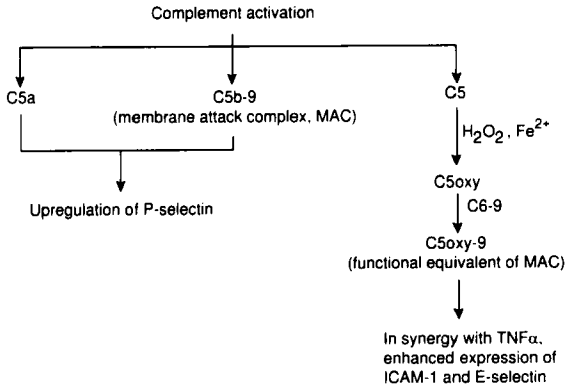 Complement activation
C5a
C5b-9
(membrane attack complex, MAC)
C5
H₂O₂, Fe²⁺
Upregulation of P-selectin
C5oxy
C6-9
C5oxy-9
(functional equivalent of MAC)
In synergy with TNFα,
enhanced expression of
ICAM-1 and E-selectin